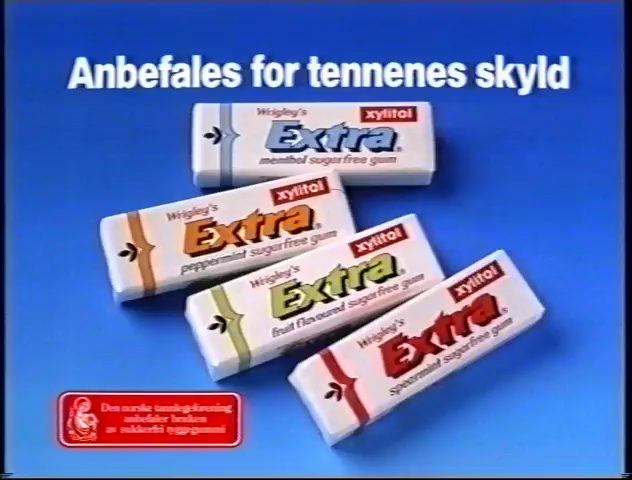 Anbefales for tennenes skyld
Wrigley's
xylitol
Extra
menthol sugarfree gum
Wrigley's
xylitol
Extra
peppermint sugarfree gum
Wrigley's
xylitol
Extra
fruit flavoured sugarfree gum
Wrigley's
xylitol
Extra
spearmint sugarfree gum
Den norske tannlegeforening
anbefaler bruken
av sukkerfri tyggegummi